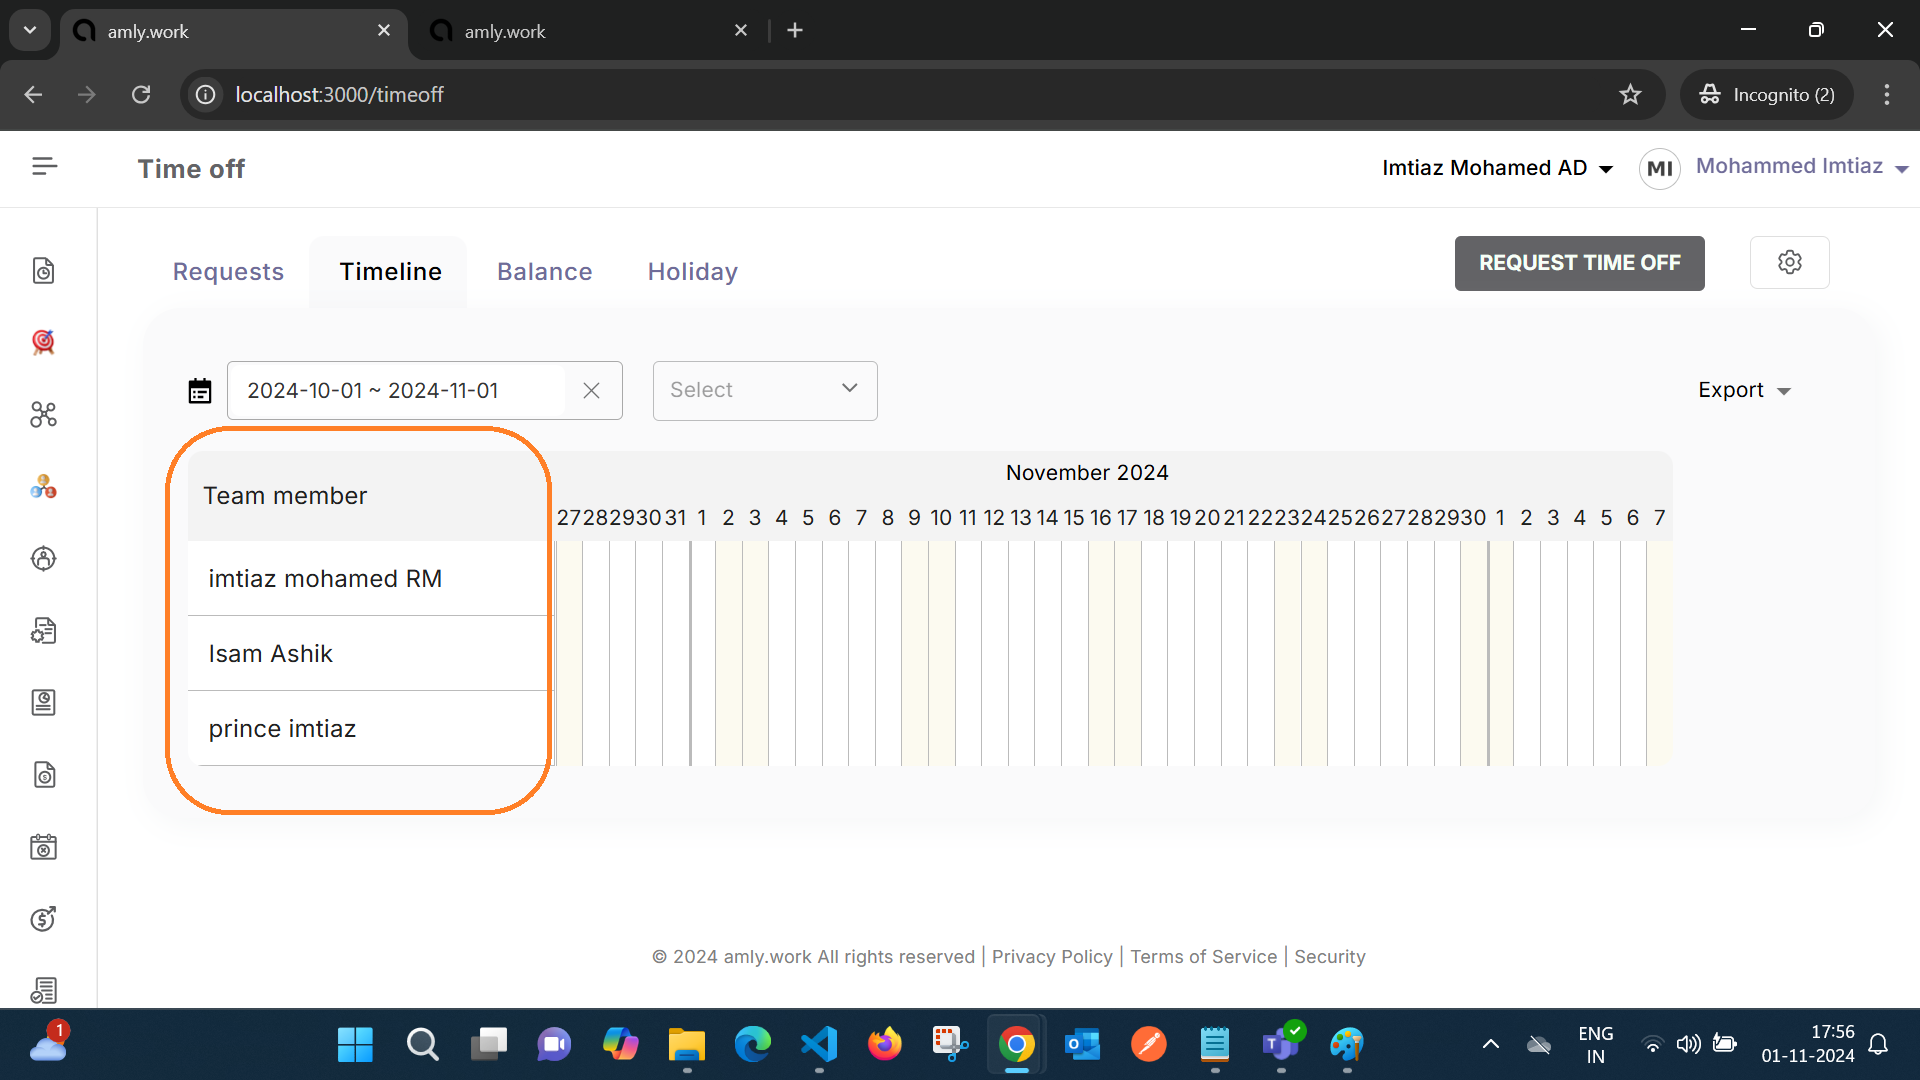 amly.work
amly.work
localhost:3000/timeoff
Incognito (2)
Time off
Imtiaz Mohamed AD
MI
Mohammed Imtiaz
Requests
Timeline
Balance
Holiday
REQUEST TIME OFF
2024-10-01 ~ 2024-11-01
Select
Export
Team member
November 2024
27 28 29 30 31 1 2 3 4 5 6 7 8 9 10 11 12 13 14 15 16 17 18 19 20 21 22 23 24 25 26 27 28 29 30 1 2 3 4 5 6 7
imtiaz mohamed RM
Isam Ashik
prince imtiaz
© 2024 amly.work All rights reserved | Privacy Policy | Terms of Service | Security
1
ENG
IN
17:56
01-11-2024